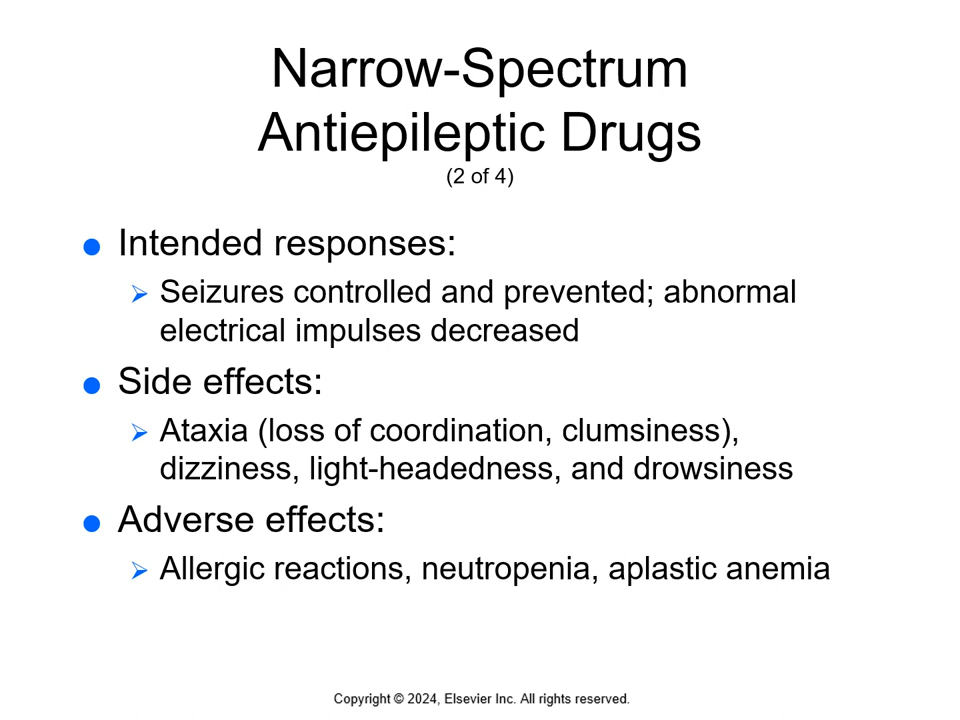 Narrow-Spectrum
Antiepileptic Drugs
(2 of 4)
Intended responses:
Seizures controlled and prevented; abnormal
electrical impulses decreased
Side effects:
Ataxia (loss of coordination, clumsiness),
dizziness, light-headedness, and drowsiness
Adverse effects:
Allergic reactions, neutropenia, aplastic anemia
Copyright © 2024, Elsevier Inc. All rights reserved.